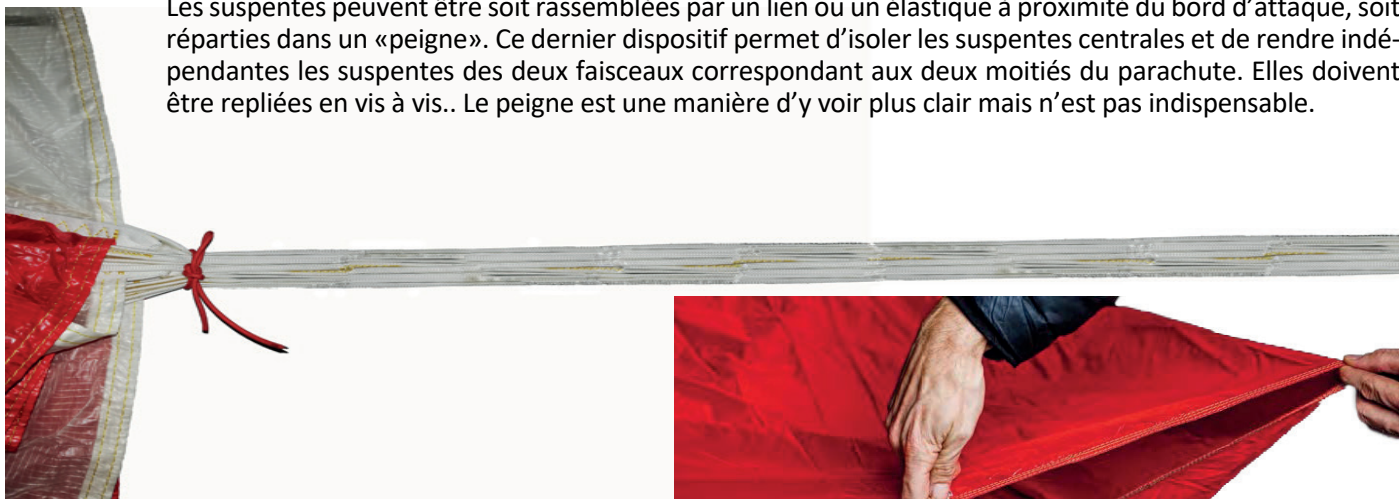 Les suspentes peuvent être soit rassemblées par un lien ou un élastique à proximité du bord d’attaque, soit
réparties dans un «peigne». Ce dernier dispositif permet d’isoler les suspentes centrales et de rendre indé-
pendantes les suspentes des deux faisceaux correspondant aux deux moitiés du parachute. Elles doivent
être repliées en vis à vis.. Le peigne est une manière d’y voir plus clair mais n’est pas indispensable.